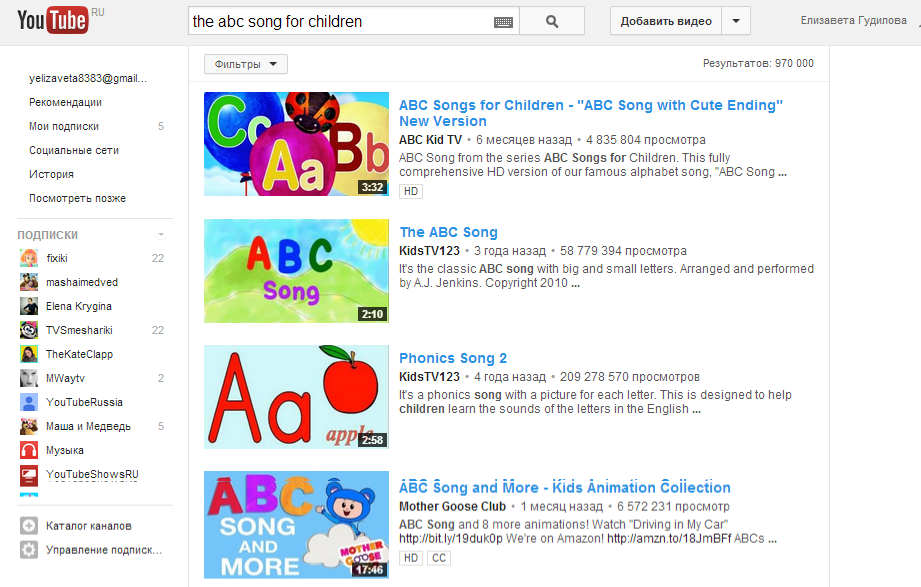 YouTube RU
the abc song for children
Добавить видео
Елизавета Гудилова
yelizaveta8383@gmail...
Рекомендации
Мои подписки 5
Социальные сети
История
Посмотреть позже
ПОДПИСКИ
fixiki 22
mashaimedved
Elena Krygina
TVSmeshariki 22
TheKateClapp
MWaytv 2
YouTubeRussia
Маша и Медведь 5
Музыка
YouTubeShowsRU
Каталог каналов
Управление подписк...
Фильтры
Результатов: 970 000
Cc
Aa
Bb
3:32
ABC Songs for Children - "ABC Song with Cute Ending"
New Version
ABC Kid TV • 6 месяцев назад • 4 835 804 просмотра
ABC Song from the series ABC Songs for Children. This fully
comprehensive HD version of our famous alphabet song, "ABC Song ...
HD
ABC
Song
2:10
The ABC Song
KidsTV123 • 3 года назад • 58 779 394 просмотра
It's the classic ABC song with big and small letters. Arranged and performed
by A.J. Jenkins. Copyright 2010 ...
Aa
apple
2:58
Phonics Song 2
KidsTV123 • 4 года назад • 209 278 570 просмотров
It's a phonics song with a picture for each letter. This is designed to help
children learn the sounds of the letters in the English ...
ABC
SONG
AND
MORE
MOTHER
GOOSE
17:46
ABC Song and More - Kids Animation Collection
Mother Goose Club • 1 месяц назад • 6 572 231 просмотр
ABC Song and 8 more animations! Watch "Driving in My Car"
http://bit.ly/19duk0p We're on Amazon! http://amzn.to/18JmBFf ABCs ...
HD CC